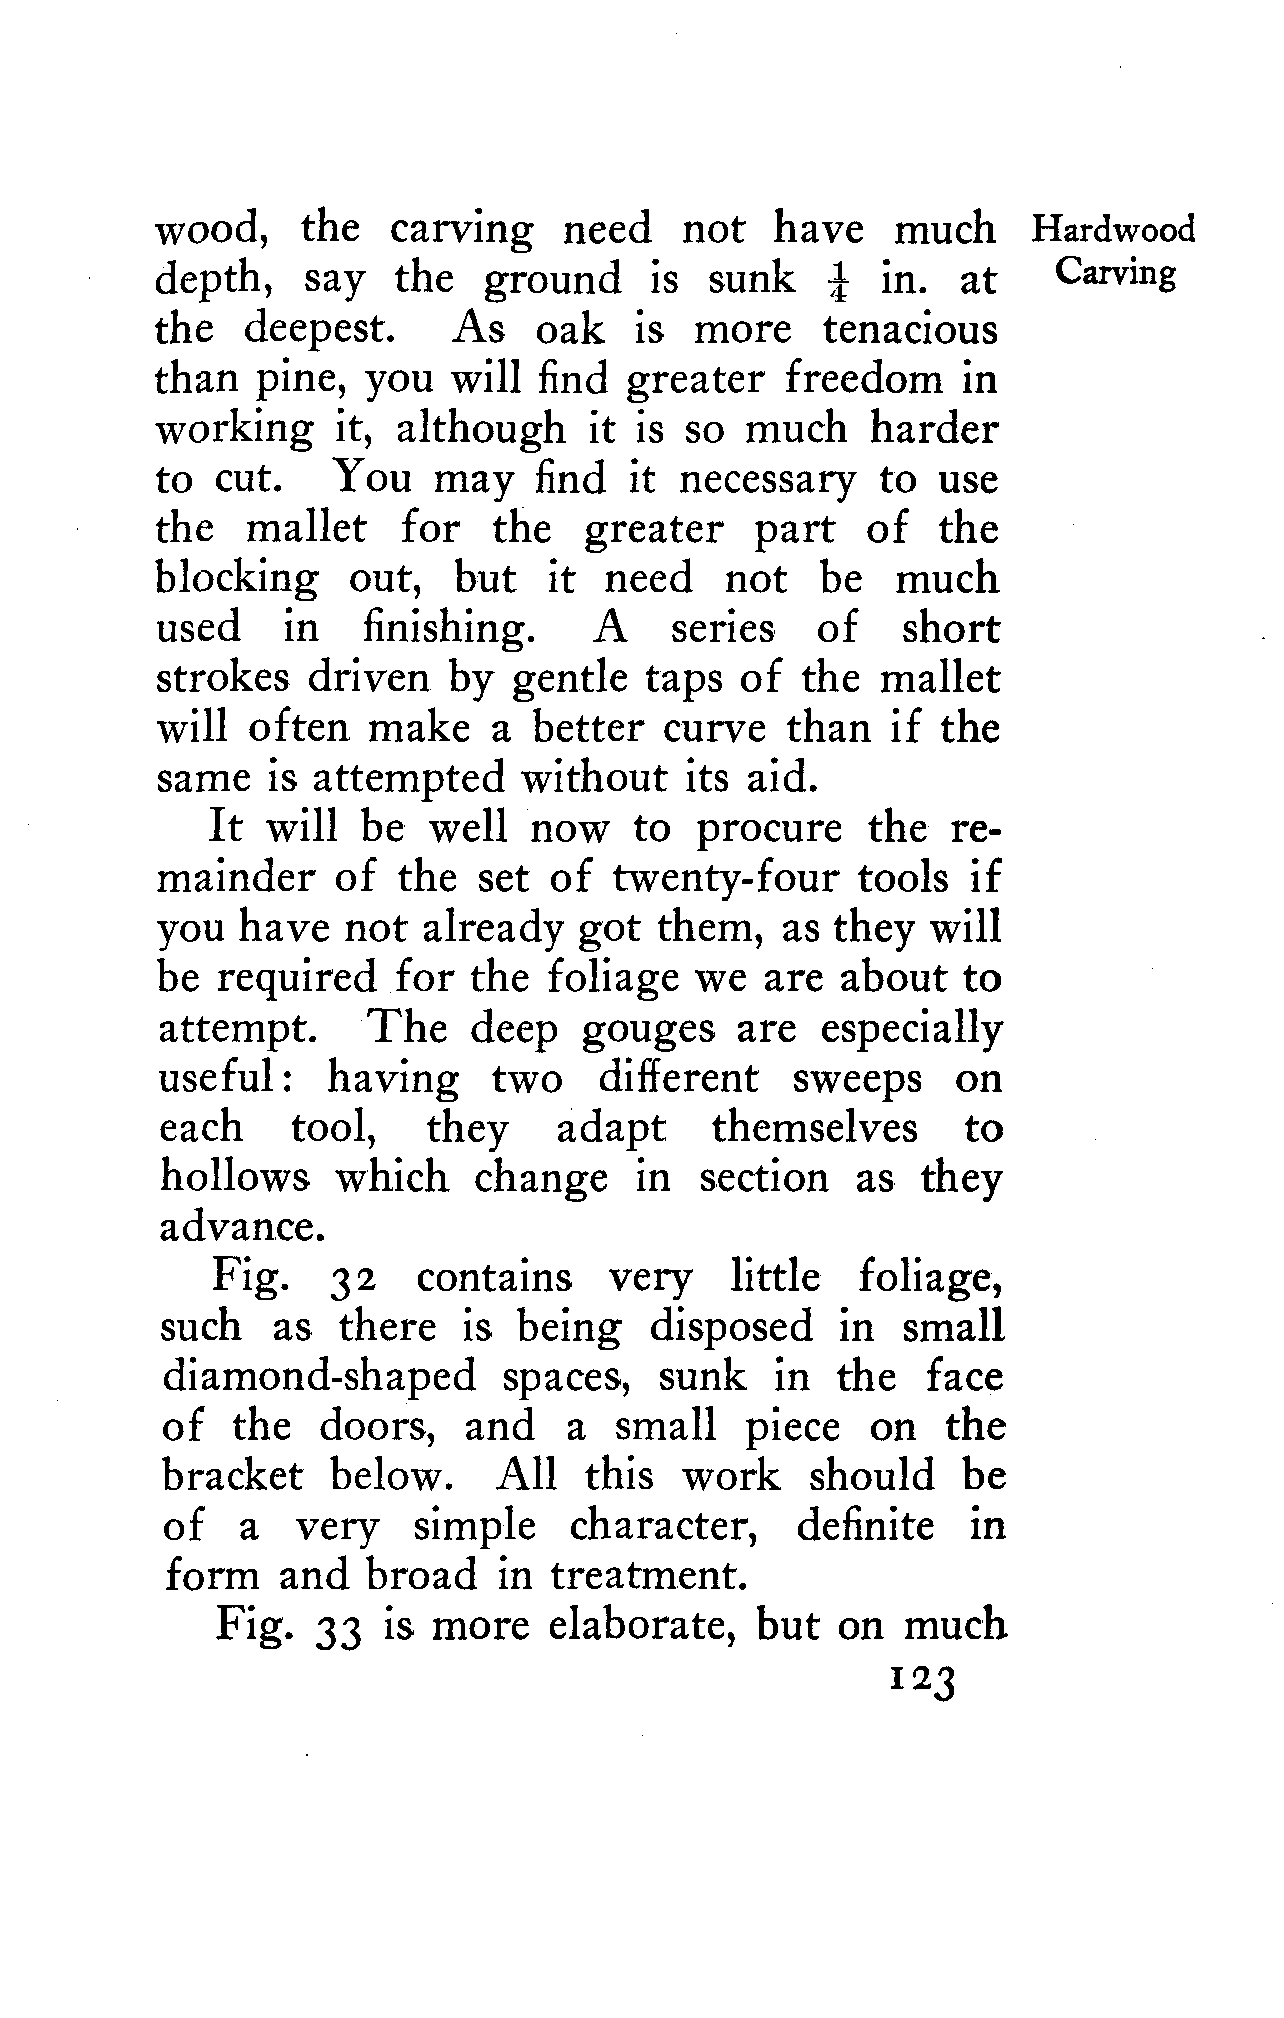 wood, the carving need not have much
depth, say the ground is sunk ¼ in. at
the deepest. As oak is more tenacious
than pine, you will find greater freedom in
working it, although it is so much harder
to cut. You may find it necessary to use
the mallet for the greater part of the
blocking out, but it need not be much
used in finishing. A series of short
strokes driven by gentle taps of the mallet
will often make a better curve than if the
same is attempted without its aid.
It will be well now to procure the re-
mainder of the set of twenty-four tools if
you have not already got them, as they will
be required for the foliage we are about to
attempt. The deep gouges are especially
useful: having two different sweeps on
each tool, they adapt themselves to
hollows which change in section as they
advance.
Fig. 32 contains very little foliage,
such as there is being disposed in small
diamond-shaped spaces, sunk in the face
of the doors, and a small piece on the
bracket below. All this work should be
of a very simple character, definite in
form and broad in treatment.
Fig. 33 is more elaborate, but on much
123
Hardwood
Carving